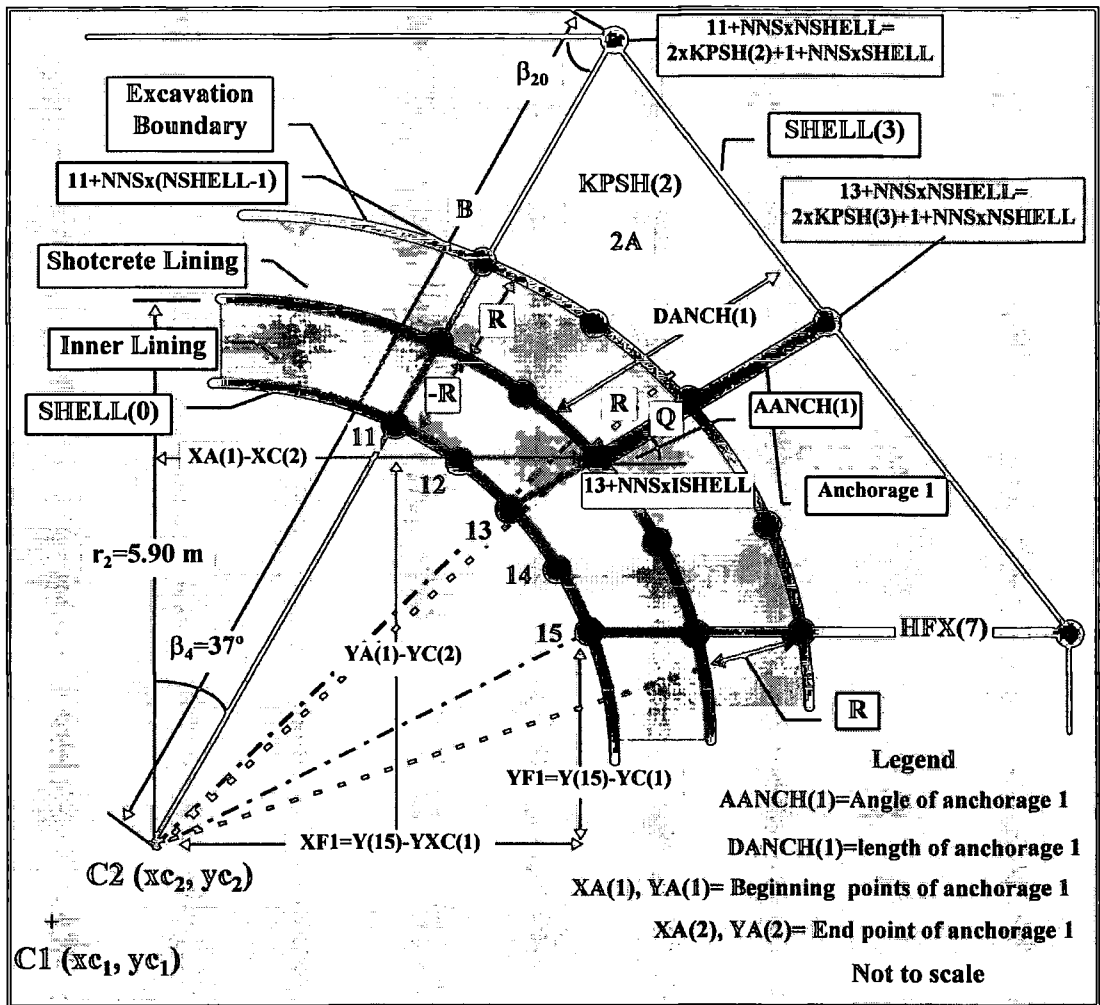 11+NNSxNSHELL=
2xKPSH(2)+1+NNSxSHELL
β₂₀
Excavation
Boundary
SHELL(3)
11+NNSx(NSHELL-1)
KPSH(2)
13+NNSxNSHELL=
2xKPSH(3)+1+NNSxNSHELL
B
2A
Shotcrete Lining
R
DANCH(1)
Inner Lining
-R
R
Q
SHELL(0)
AANCH(1)
11
XA(1)-XC(2)
12
13+NNSxISHELL
Anchorage 1
13
r₂=5.90 m
14
15
HFX(7)
β₄=37º
YA(1)-YC(2)
R
YF1=Y(15)-YC(1)
Legend
AANCH(1)=Angle of anchorage 1
XF1=Y(15)-YXC(1)
DANCH(1)=length of anchorage 1
C2 (xc₂, yc₂)
XA(1), YA(1)= Beginning points of anchorage 1
XA(2), YA(2)= End point of anchorage 1
+
C1 (xc₁, yc₁)
Not to scale